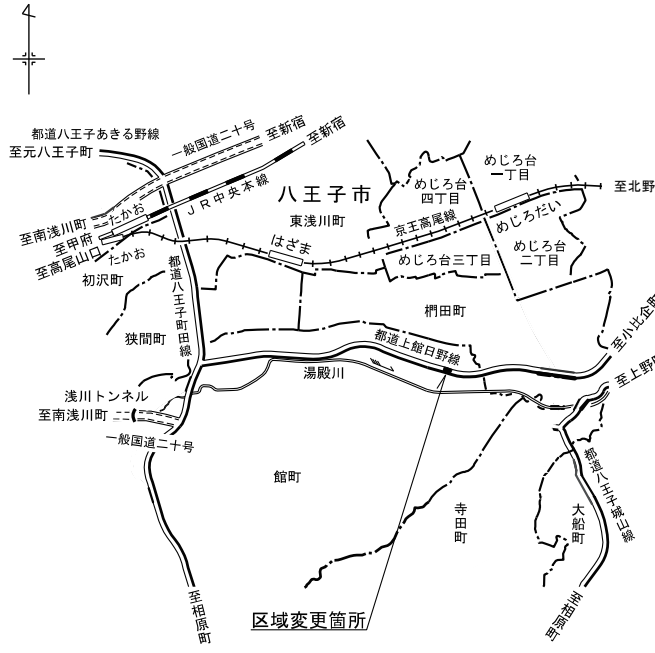 都道八王子あきる野線
至元八王子町
一般国道二十号
至新宿
至新宿
JR中央本線
八王子市
東浅川町
めじろ台
四丁目
めじろ台
一丁目
至北野
至南浅川町
たかお
至甲府
至高尾山口
たかお
初沢町
はざま
京王高尾線
めじろだい
めじろ台三丁目
めじろ台
二丁目
都道八王子町田線
狭間町
椚田町
都道上館日野線
至小比企町
至上野町
湯殿川
浅川トンネル
至南浅川町
一般国道二十号
館町
寺田町
大船町
都道八王子城山線
至相原町
区域変更箇所
至相原町